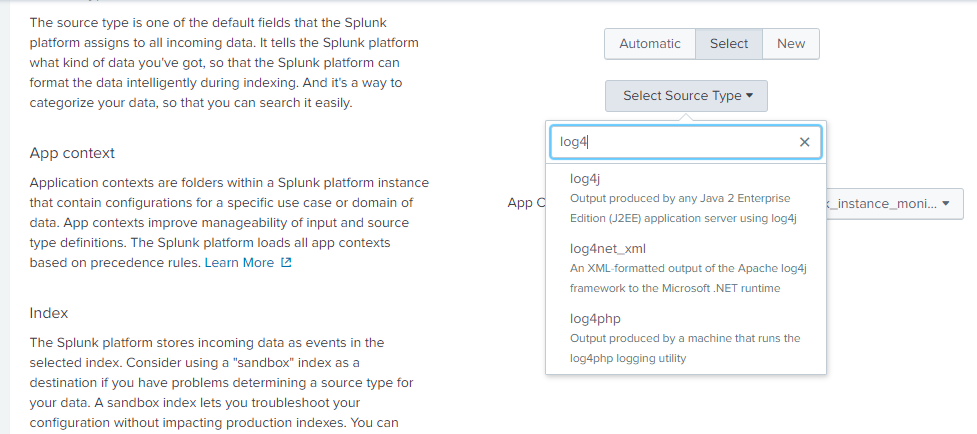 The source type is one of the default fields that the Splunk
platform assigns to all incoming data. It tells the Splunk platform
what kind of data you've got, so that the Splunk platform can
format the data intelligently during indexing. And it's a way to
categorize your data, so that you can search it easily.
Automatic
Select
New
Select Source Type
log4
log4j
Output produced by any Java 2 Enterprise
Edition (J2EE) application server using log4j
log4net_xml
An XML-formatted output of the Apache log4j
framework to the Microsoft .NET runtime
log4php
Output produced by a machine that runs the
log4php logging utility
App context
Application contexts are folders within a Splunk platform instance
that contain configurations for a specific use case or domain of
data. App contexts improve manageability of input and source
type definitions. The Splunk platform loads all app contexts
based on precedence rules. Learn More
App C
_instance_moni...
Index
The Splunk platform stores incoming data as events in the
selected index. Consider using a "sandbox" index as a
destination if you have problems determining a source type for
your data. A sandbox index lets you troubleshoot your
configuration without impacting production indexes. You can